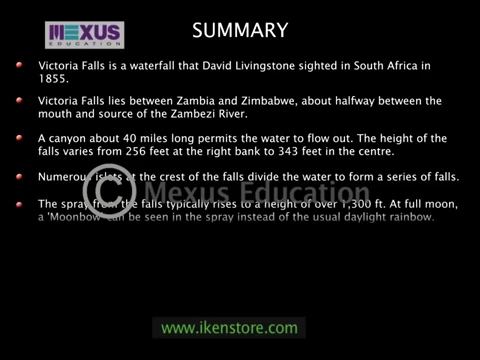 MEXUS
EDUCATION
SUMMARY
Victoria Falls is a waterfall that David Livingstone sighted in South Africa in
1855.
Victoria Falls lies between Zambia and Zimbabwe, about halfway between the
mouth and source of the Zambezi River.
A canyon about 40 miles long permits the water to flow out. The height of the
falls varies from 256 feet at the right bank to 343 feet in the centre.
Numerous islets at the crest of the falls divide the water to form a series of falls.
© Mexus Education
The spray from the falls typically rises to a height of over 1,300 ft. At full moon,
a 'Moonbow' can be seen in the spray instead of the usual daylight rainbow.
www.ikenstore.com